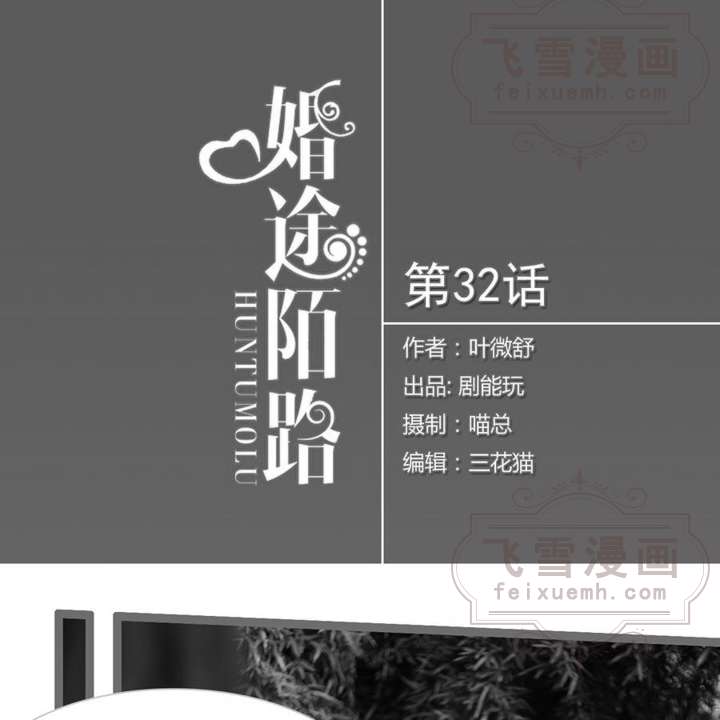 飞雪漫画
feixuemh.com
婚途陌路
HUNTUMOLU
第32话
作者：叶微舒
出品: 剧能玩
摄制：喵总
编辑：三花猫
飞雪漫画
feixuemh.com